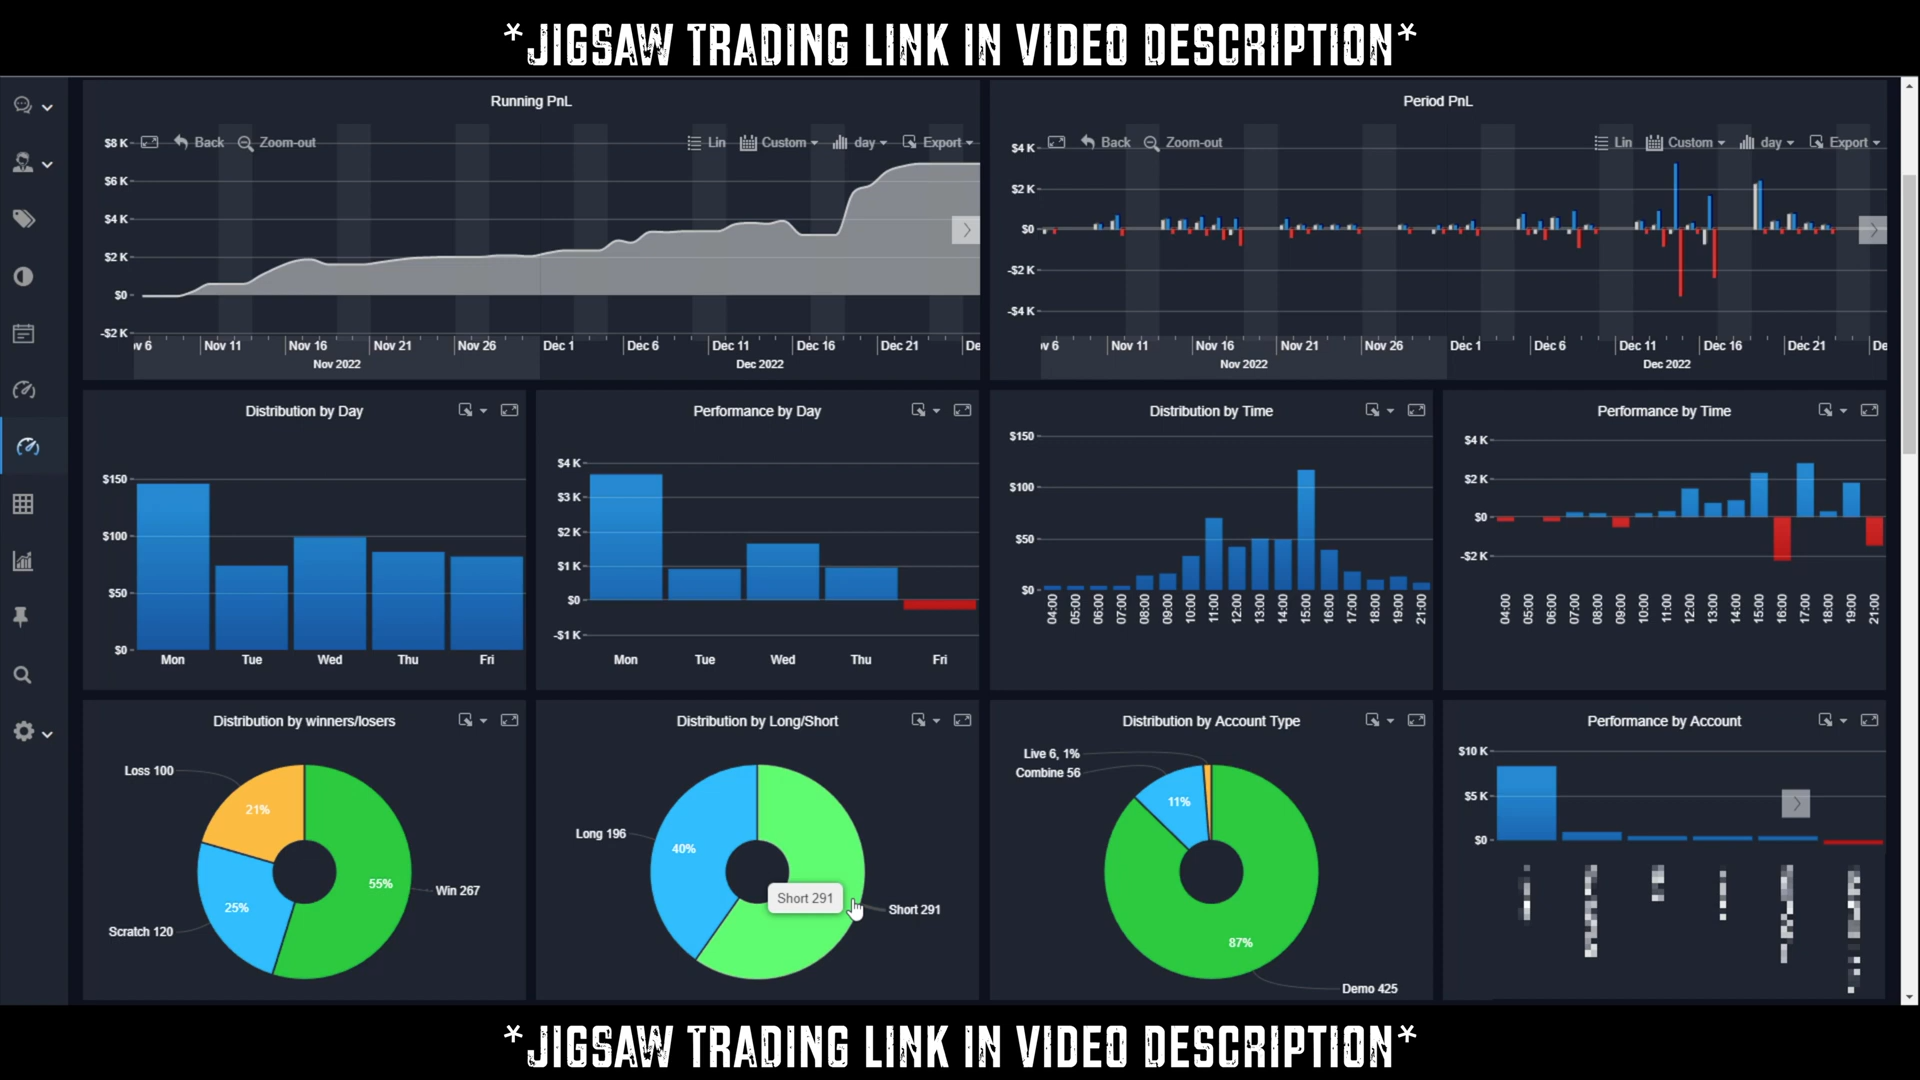 *JIGSAW TRADING LINK IN VIDEO DESCRIPTION*
Running PnL
Back Zoom-out Lin Custom day Export
$8 K
$6 K
$4 K
$2 K
$0
-$2 K
v 6 Nov 11 Nov 16 Nov 21 Nov 26 Dec 1 Dec 6 Dec 11 Dec 16 Dec 21 De
Nov 2022 Dec 2022
Period PnL
Back Zoom-out Lin Custom day Export
$4 K
$2 K
$0
-$2 K
-$4 K
v 6 Nov 11 Nov 16 Nov 21 Nov 26 Dec 1 Dec 6 Dec 11 Dec 16 Dec 21 De
Nov 2022 Dec 2022
Distribution by Day
$150
$100
$50
$0
Mon Tue Wed Thu Fri
Performance by Day
$4 K
$3 K
$2 K
$1 K
$0
-$1 K
Mon Tue Wed Thu Fri
Distribution by Time
$150
$100
$50
$0
04:00 05:00 06:00 07:00 08:00 09:00 10:00 11:00 12:00 13:00 14:00 15:00 16:00 17:00 18:00 19:00 21:00
Performance by Time
$4 K
$2 K
$0
-$2 K
04:00 05:00 06:00 07:00 08:00 09:00 10:00 11:00 12:00 13:00 14:00 15:00 16:00 17:00 18:00 19:00 21:00
Distribution by winners/losers
Loss 100
21%
55%
Win 267
25%
Scratch 120
Distribution by Long/Short
Long 196
40%
Short 291
Short 291
Distribution by Account Type
Live 6, 1%
Combine 56
11%
87%
Demo 425
Performance by Account
$10 K
$5 K
$0
*JIGSAW TRADING LINK IN VIDEO DESCRIPTION*